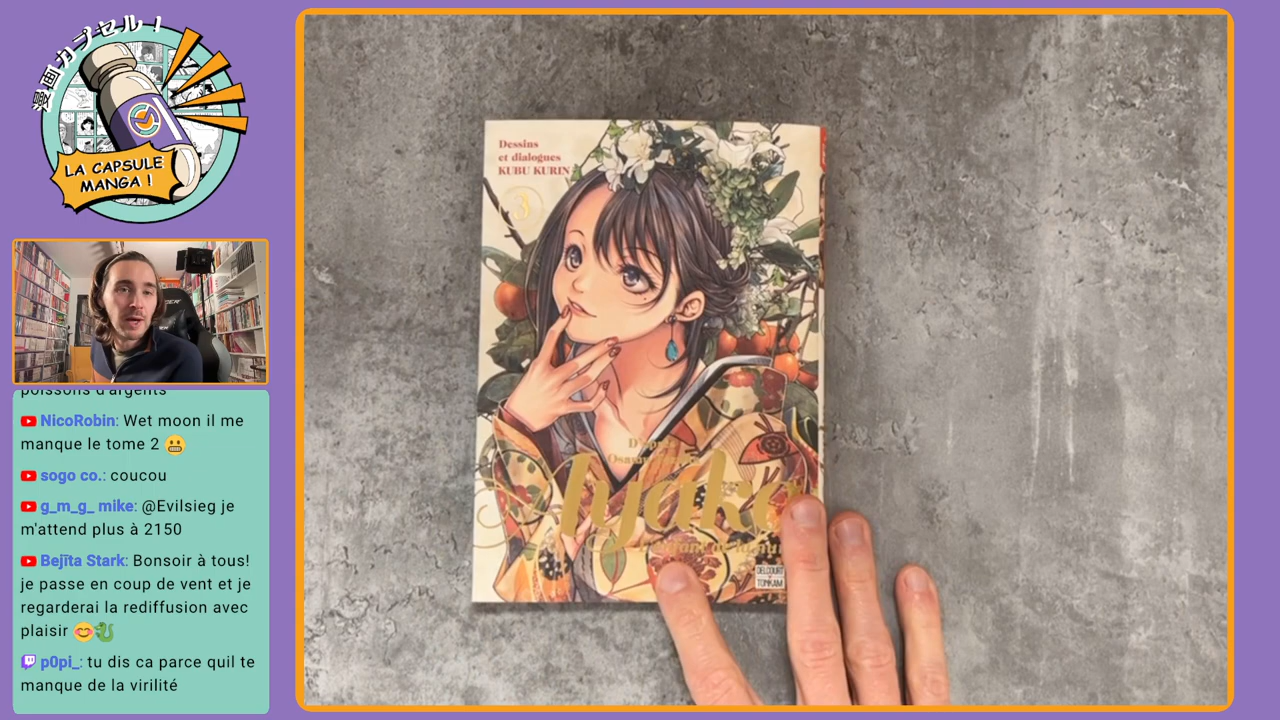 漫画カプセル！
LA CAPSULE
MANGA !
poissons d'argents
NicoRobin: Wet moon il me
manque le tome 2 😬
sogo co.: coucou
g_m_g_ mike: @Evilsieg je
m'attend plus à 2150
Bejīta Stark: Bonsoir à tous!
je passe en coup de vent et je
regarderai la rediffusion avec
plaisir 😊🐍
p0pi_: tu dis ca parce quil te
manque de la virilité
Dessins
et dialogues
KUBU KURIN
3
Ayako
DELCOURT
TONKAM